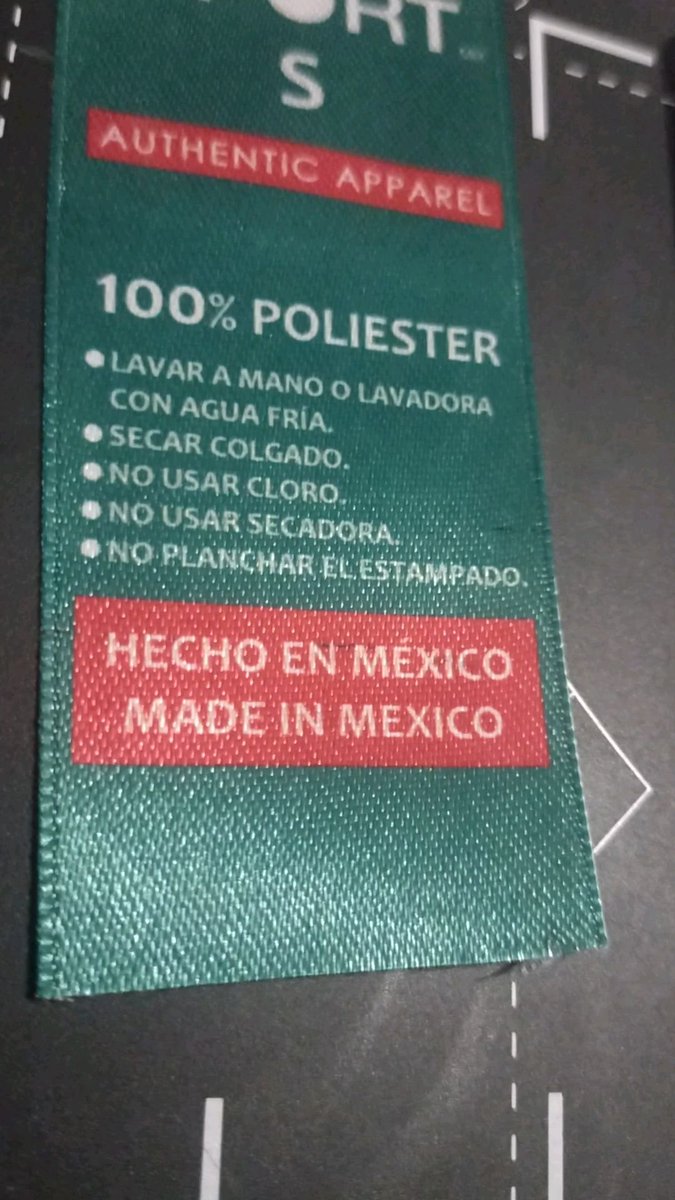 S
AUTHENTIC APPAREL
100% POLIESTER
• LAVAR A MANO O LAVADORA
CON AGUA FRÍA.
• SECAR COLGADO.
• NO USAR CLORO.
• NO USAR SECADORA.
• NO PLANCHAR EL ESTAMPADO.
HECHO EN MÉXICO
MADE IN MEXICO